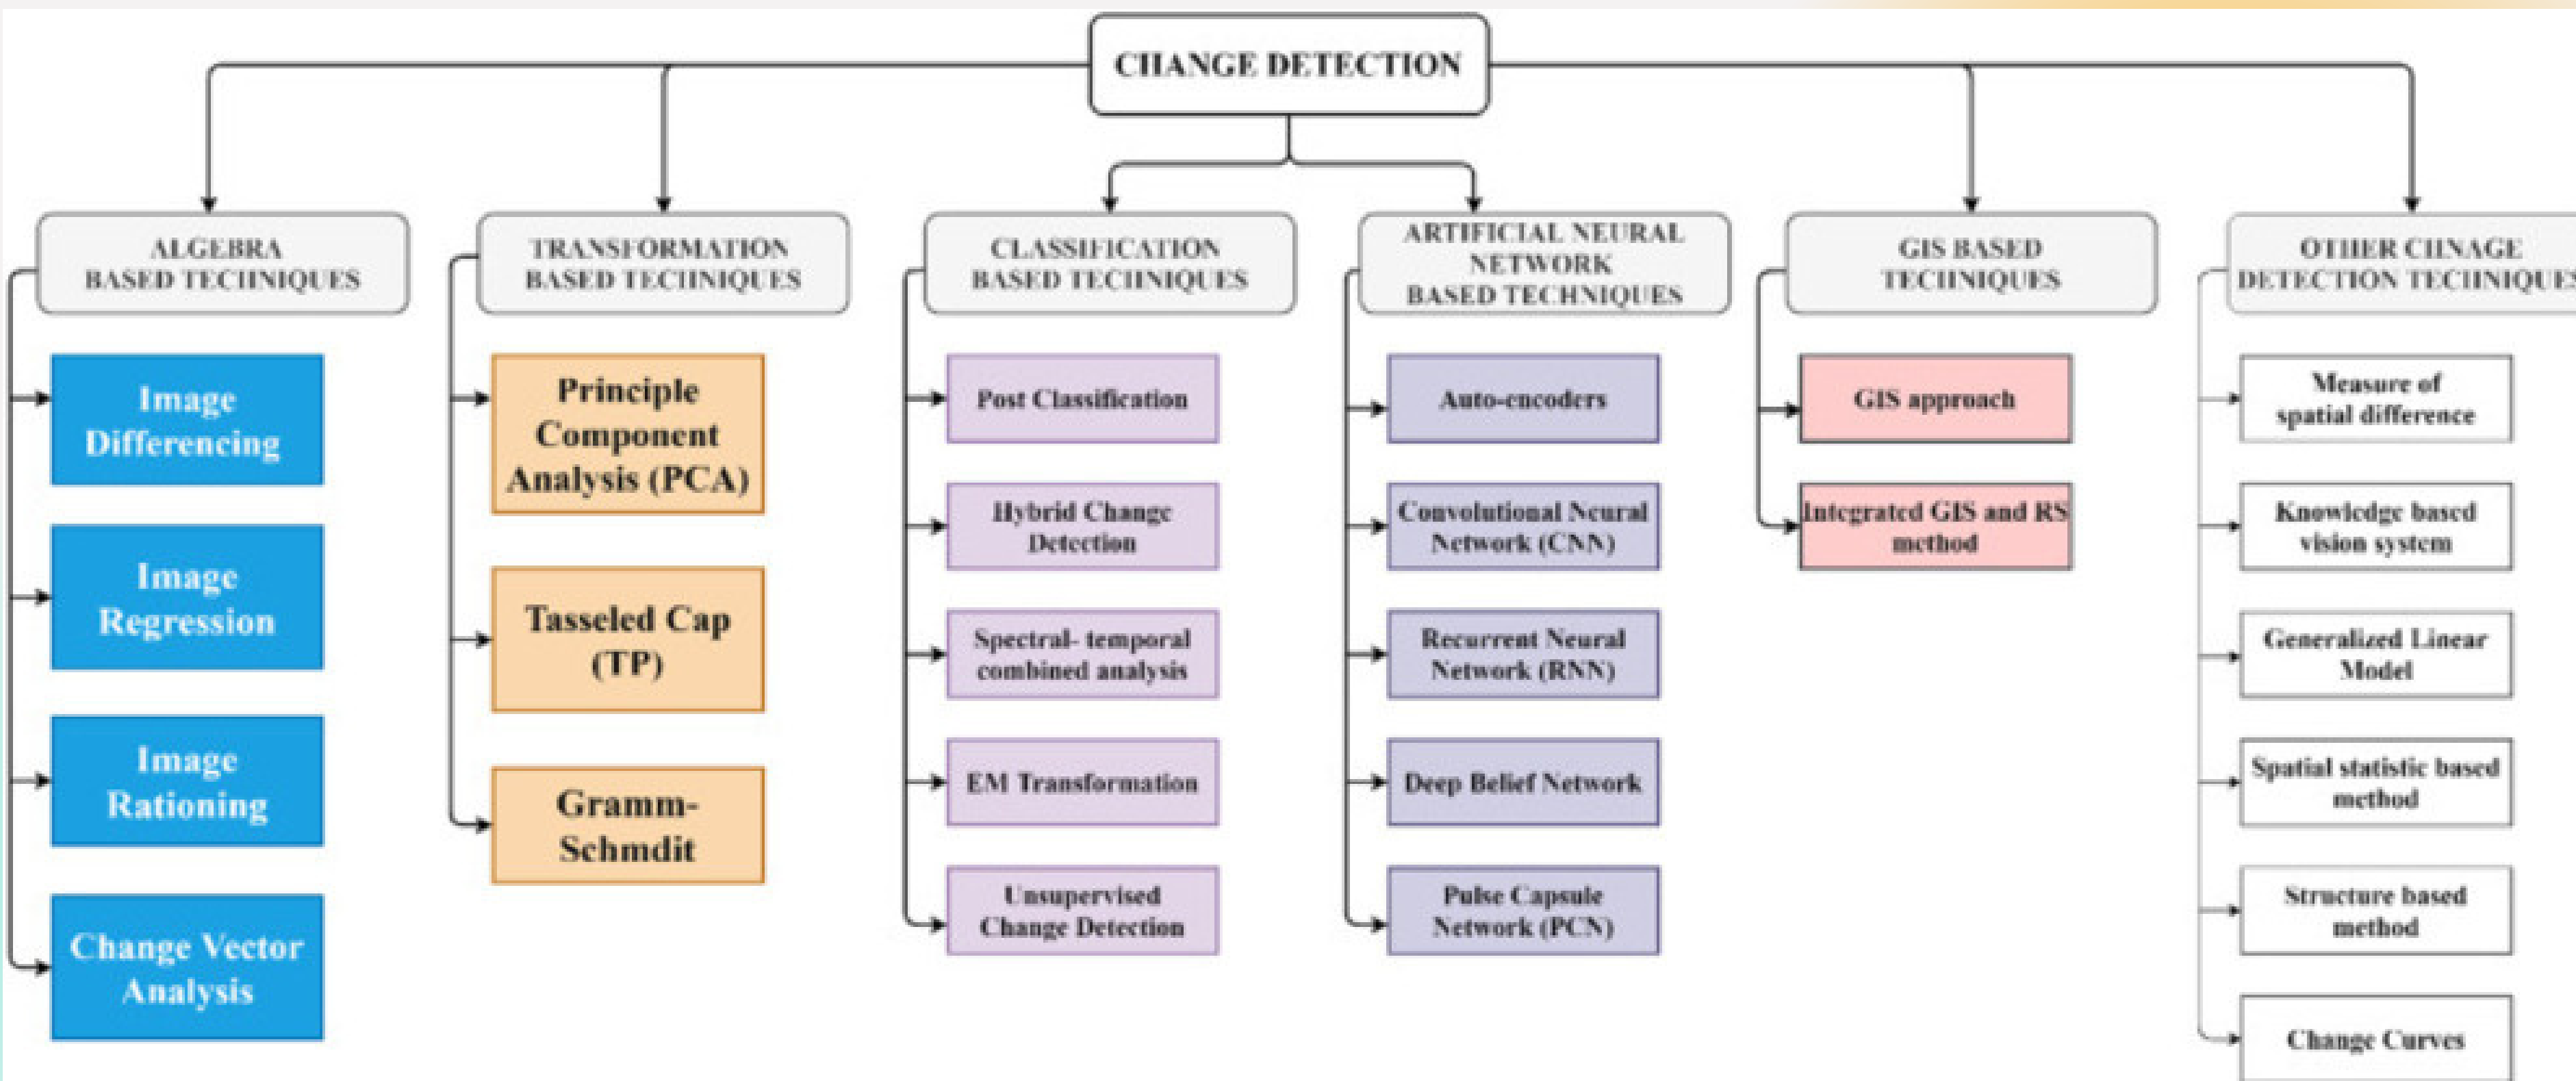 CHANGE DETECTION
ALGEBRA
BASED TECHNIQUES
Image
Differencing
Image
Regression
Image
Rationing
Change Vector
Analysis
TRANSFORMATION
BASED TECHNIQUES
Principle
Component
Analysis (PCA)
Tasseled Cap
(TP)
Gramm-
Schmdit
CLASSIFICATION
BASED TECHNIQUES
Post Classification
Hybrid Change
Detection
Spectral- temporal
combined analysis
EM Transformation
Unsupervised
Change Detection
ARTIFICIAL NEURAL
NETWORK
BASED TECHNIQUES
Auto-encoders
Convolutional Neural
Network (CNN)
Recurrent Neural
Network (RNN)
Deep Belief Network
Pulse Capsule
Network (PCN)
GIS BASED
TECHNIQUES
GIS approach
Integrated GIS and RS
method
OTHER CHNAGE
DETECTION TECHNIQUES
Measure of
spatial difference
Knowledge based
vision system
Generalized Linear
Model
Spatial statistic based
method
Structure based
method
Change Curves